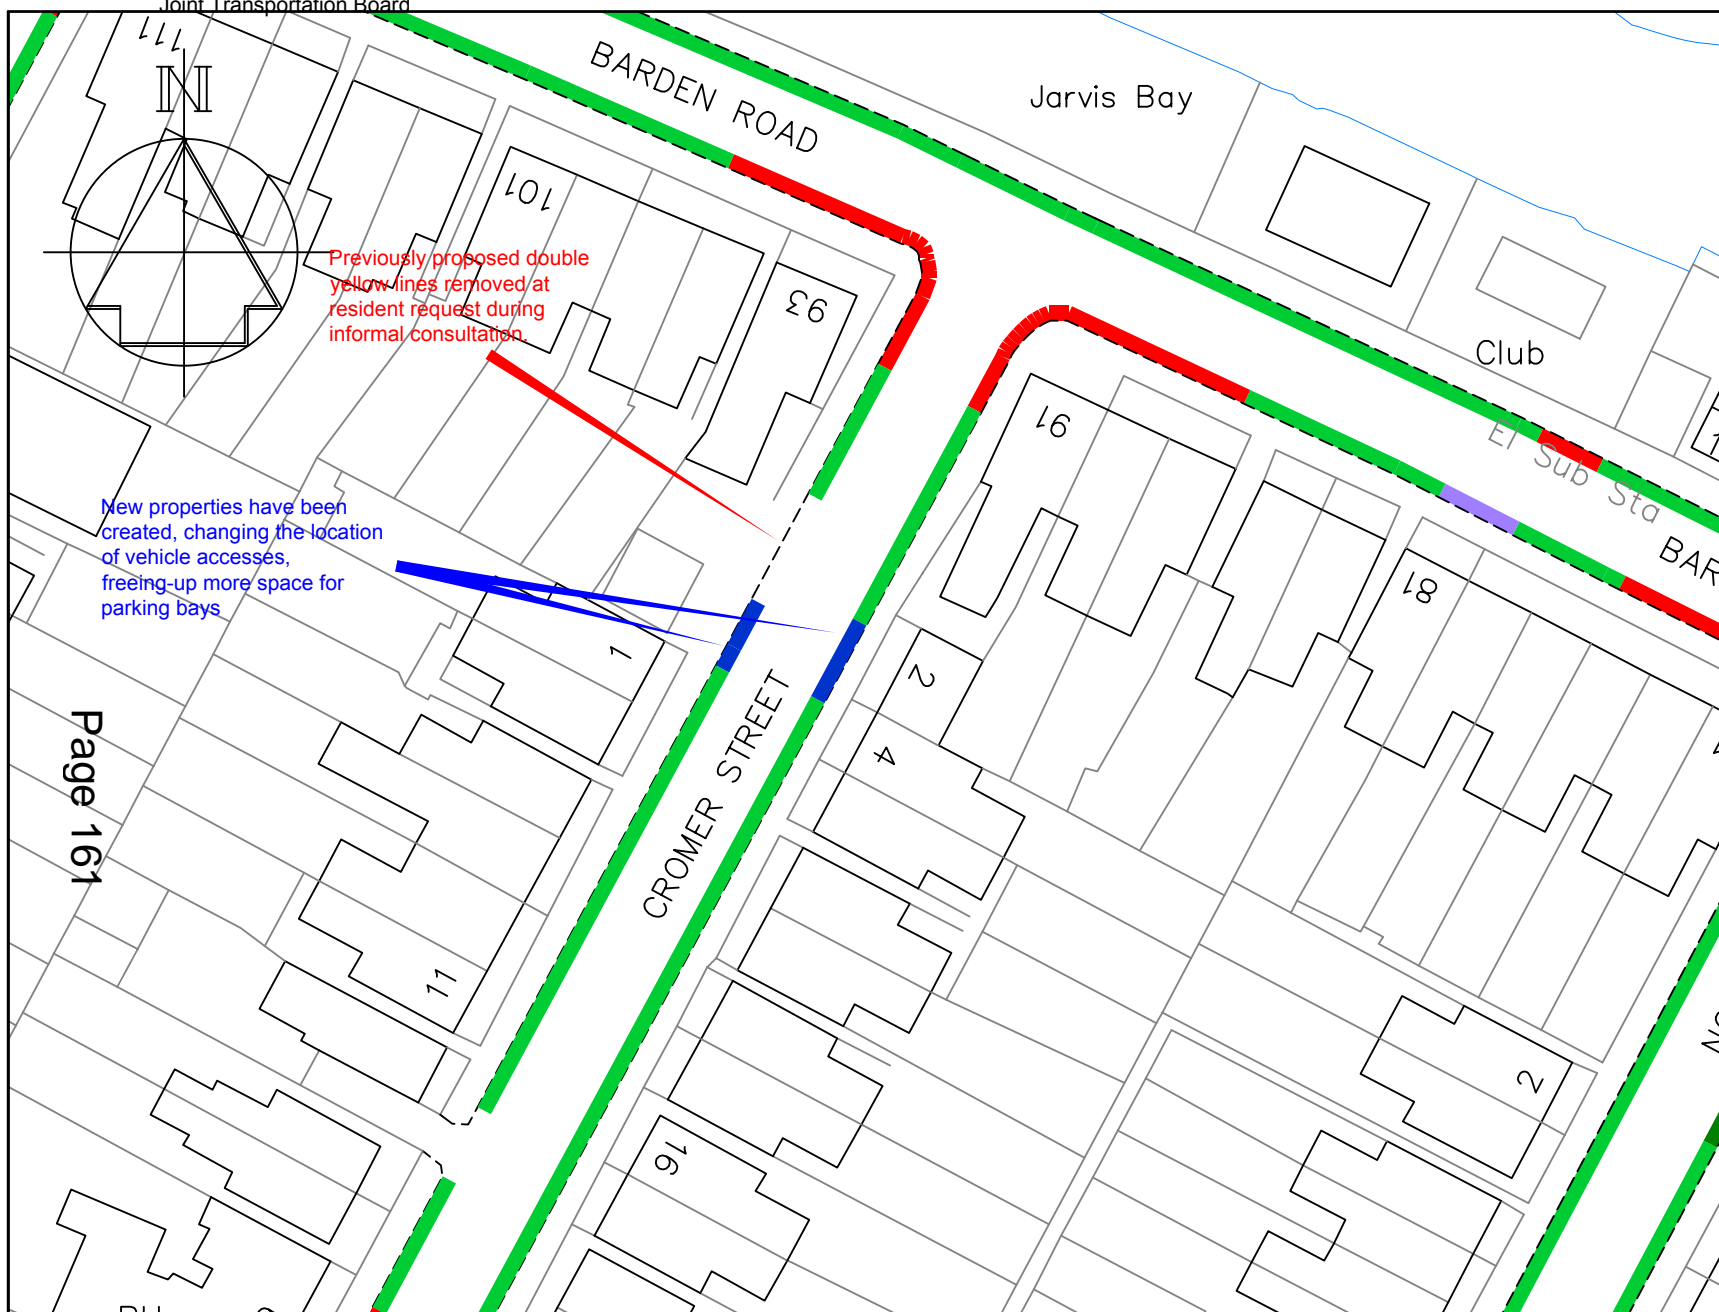 Joint Transportation Board
111
N
BARDEN ROAD
Jarvis Bay
101
Previously proposed double
yellow lines removed at
resident request during
informal consultation.
93
Club
91
El Sub Sta
BAR
81
New properties have been
created, changing the location
of vehicle accesses,
freeing-up more space for
parking bays
1
2
4
CROMER STREET
Page 161
11
16
2